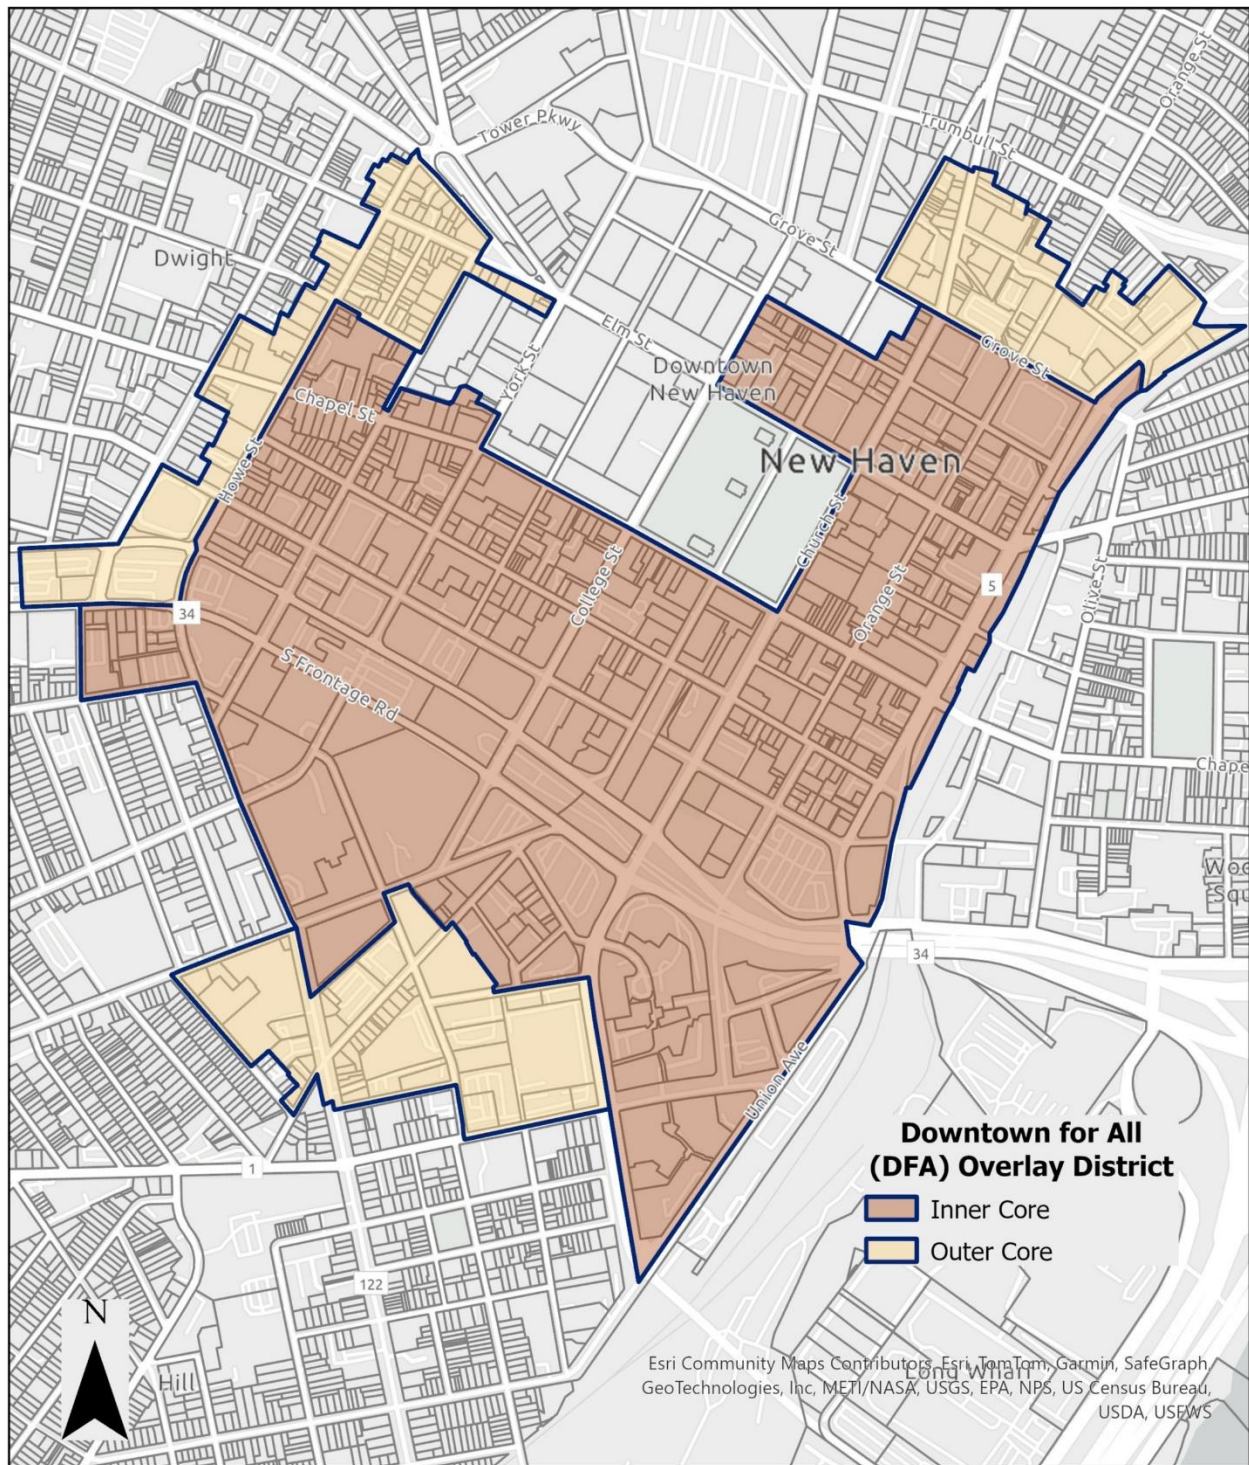 Orange St
Tower Pkwy
Trumbull St
Grove St
Dwight
Elm St
York St
Downtown
New Haven
Grove St
Chapel St
New Haven
Howe St
Church St
College St
Orange St
5
Olive St
34
S Frontage Rd
Chape
Woo
Squ
34
Union Ave
Downtown for All
(DFA) Overlay District
Inner Core
Outer Core
1
122
N
Hill
Long Wharf
Esri Community Maps Contributors, Esri, TomTom, Garmin, SafeGraph,
GeoTechnologies, Inc, METI/NASA, USGS, EPA, NPS, US Census Bureau,
USDA, USFWS